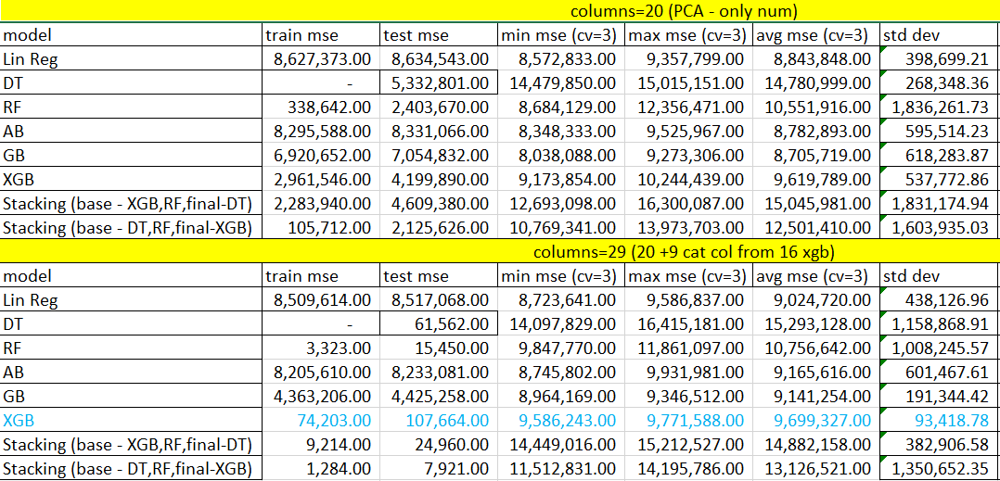 columns=20 (PCA - only num)
model train mse test mse min mse (cv=3) max mse (cv=3) avg mse (cv=3) std dev
Lin Reg 8,627,373.00 8,634,543.00 8,572,833.00 9,357,799.00 8,843,848.00 398,699.21
DT - 5,332,801.00 14,479,850.00 15,015,151.00 14,780,999.00 268,348.36
RF 338,642.00 2,403,670.00 8,684,129.00 12,356,471.00 10,551,916.00 1,836,261.73
AB 8,295,588.00 8,331,066.00 8,348,333.00 9,525,967.00 8,782,893.00 595,514.23
GB 6,920,652.00 7,054,832.00 8,038,088.00 9,273,306.00 8,705,719.00 618,283.87
XGB 2,961,546.00 4,199,890.00 9,173,854.00 10,244,439.00 9,619,789.00 537,772.86
Stacking (base - XGB,RF,final-DT) 2,283,940.00 4,609,380.00 12,693,098.00 16,300,087.00 15,045,981.00 1,831,174.94
Stacking (base - DT,RF,final-XGB) 105,712.00 2,125,626.00 10,769,341.00 13,973,703.00 12,501,410.00 1,603,935.03
columns=29 (20 +9 cat col from 16 xgb)
model train mse test mse min mse (cv=3) max mse (cv=3) avg mse (cv=3) std dev
Lin Reg 8,509,614.00 8,517,068.00 8,723,641.00 9,586,837.00 9,024,720.00 438,126.96
DT - 61,562.00 14,097,829.00 16,415,181.00 15,293,128.00 1,158,868.91
RF 3,323.00 15,450.00 9,847,770.00 11,861,097.00 10,756,642.00 1,008,245.57
AB 8,205,610.00 8,233,081.00 8,745,802.00 9,931,981.00 9,165,616.00 601,467.61
GB 4,363,206.00 4,425,258.00 8,964,169.00 9,346,512.00 9,141,254.00 191,344.42
XGB 74,203.00 107,664.00 9,586,243.00 9,771,588.00 9,699,327.00 93,418.78
Stacking (base - XGB,RF,final-DT) 9,214.00 24,960.00 14,449,016.00 15,212,527.00 14,882,158.00 382,906.58
Stacking (base - DT,RF,final-XGB) 1,284.00 7,921.00 11,512,831.00 14,195,786.00 13,126,521.00 1,350,652.35